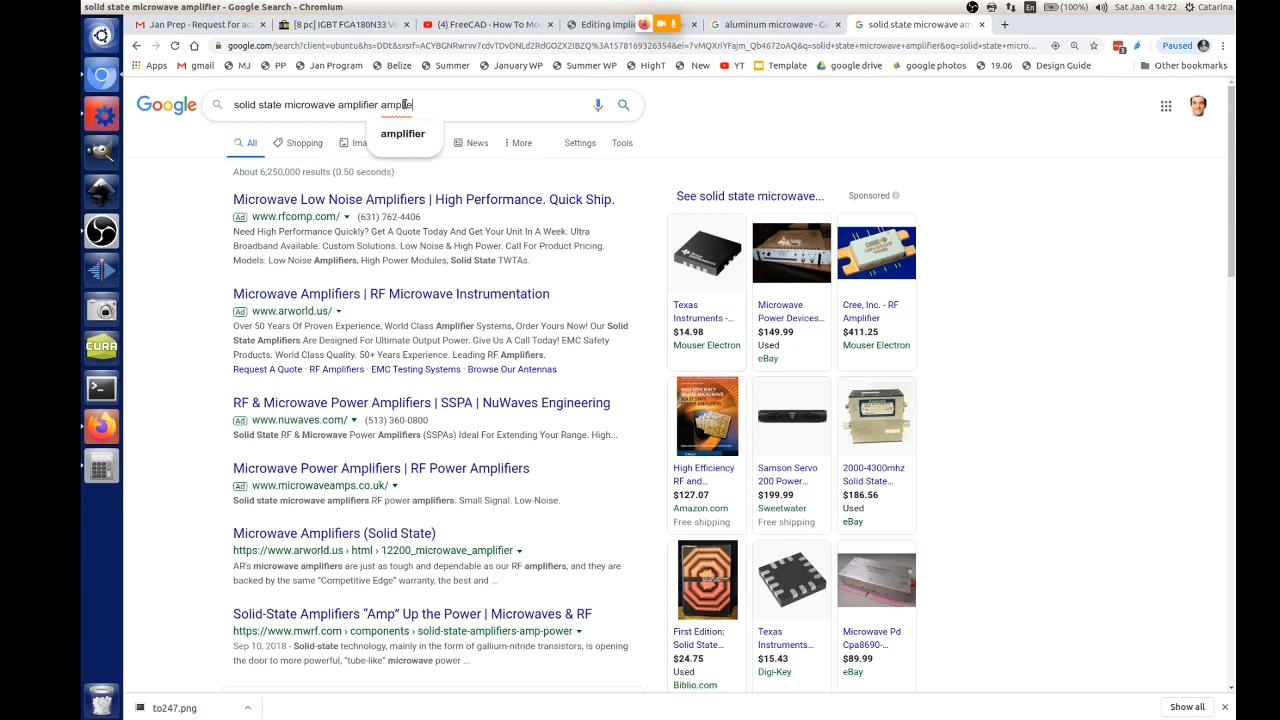 solid state microwave amplifier - Google Search - Chromium
En (100%) Sat Jan. 4 - 14:22 Catarina
Jan Prep - Request for ac
[8 pc] IGBT FGA180N33
(4) FreeCAD - How To Mo
Editing Implic
aluminum microwave - G
solid state microwave am
google.com/search?client=ubuntu&hs=DDt&sxsrf=
Paused
Apps gmail MJ PP Jan Program Belize Summer January WP Summer WP HighT New YT Template google drive google photos 19.06 Design Guide Other bookmarks
Google
solid state microwave amplifier ample
amplifier
All Shopping Ima News More Settings Tools
About 6,250,000 results (0.50 seconds)
Microwave Low Noise Amplifiers | High Performance. Quick Ship.
Ad www.rfcomp.com/ (631) 762-4406
Need High Performance Quickly? Get A Quote Today And Get Your Unit In A Week. Ultra
Broadband Available. Custom Solutions. Low Noise & High Power. Call For Product Pricing.
Models: Low Noise Amplifiers, High Power Modules, Solid State TWTAs.
Microwave Amplifiers | RF Microwave Instrumentation
Ad www.arworld.us/
Over 50 Years Of Proven Experience, World Class Amplifier Systems, Order Yours Now! Our Solid
State Amplifiers Are Designed For Ultimate Output Power. Give Us A Call Today! EMC Safety
Products. World Class Quality. 50+ Years Experience. Leading RF Amplifiers.
Request A Quote · RF Amplifiers · EMC Testing Systems · Browse Our Antennas
RF & Microwave Power Amplifiers | SSPA | NuWaves Engineering
Ad www.nuwaves.com/ (513) 360-0800
Solid State RF & Microwave Power Amplifiers (SSPAs) Ideal For Extending Your Range. High...
Microwave Power Amplifiers | RF Power Amplifiers
Ad www.microwaveamps.co.uk/
Solid state microwave amplifiers RF power amplifiers. Small Signal. Low-Noise.
Microwave Amplifiers (Solid State)
https://www.arworld.us › html › 12200_microwave_amplifier
AR's microwave amplifiers are just as tough and dependable as our RF amplifiers, and they are
backed by the same "Competitive Edge" warranty, the best and ...
Solid-State Amplifiers “Amp” Up the Power | Microwaves & RF
https://www.mwrf.com › components › solid-state-amplifiers-amp-power
Sep 10, 2018 - Solid-state technology, mainly in the form of gallium-nitride transistors, is opening
the door to more powerful, "tube-like" microwave power ...
See solid state microwave... Sponsored
Texas
Instruments -...
$14.98
Mouser Electron
Microwave
Power Devices...
$149.99
Used
eBay
Cree, Inc. - RF
Amplifier
$411.25
Mouser Electron
High Efficiency
RF and...
$127.07
Amazon.com
Free shipping
Samson Servo
200 Power...
$199.99
Sweetwater
Free shipping
2000-4300mhz
Solid State...
$186.56
Used
eBay
First Edition:
Solid State...
$24.75
Used
Biblio.com
Texas
Instruments...
$15.43
Digi-Key
Microwave Pd
Cpa8690-...
$89.99
eBay
CURA
to247.png
Show all